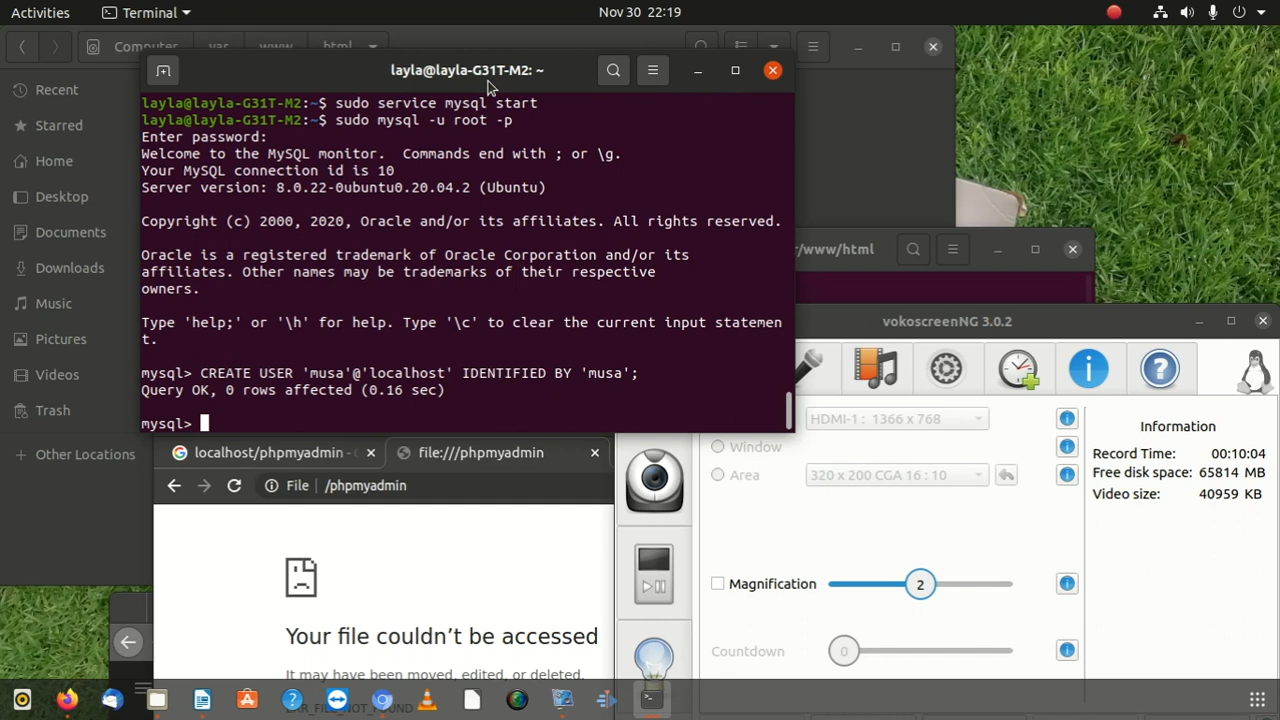 Activities
Terminal
Nov 30 22:19
Computer var www html
layla@layla-G31T-M2: ~
Recent
Starred
Home
Desktop
Documents
Downloads
Music
Pictures
Videos
Trash
Other Locations
layla@layla-G31T-M2:~$ sudo service mysql start
layla@layla-G31T-M2:~$ sudo mysql -u root -p
Enter password:
Welcome to the MySQL monitor.  Commands end with ; or \g.
Your MySQL connection id is 10
Server version: 8.0.22-0ubuntu0.20.04.2 (Ubuntu)
Copyright (c) 2000, 2020, Oracle and/or its affiliates. All rights reserved.
Oracle is a registered trademark of Oracle Corporation and/or its
affiliates. Other names may be trademarks of their respective
owners.
Type 'help;' or '\h' for help. Type '\c' to clear the current input statemen
t.
mysql> CREATE USER 'musa'@'localhost' IDENTIFIED BY 'musa';
Query OK, 0 rows affected (0.16 sec)
mysql>
r/www/html
vokoscreenNG 3.0.2
HDMI-1 : 1366 x 768
Window
Area
320 x 200 CGA 16 : 10
Magnification
2
Countdown
0
Information
Record Time: 00:10:04
Free disk space: 65814 MB
Video size: 40959 KB
localhost/phpmyadmin -
file:///phpmyadmin
File /phpmyadmin
Your file couldn’t be accessed
It may have been moved, edited, or deleted.
ERR_FILE_NOT_FOUND